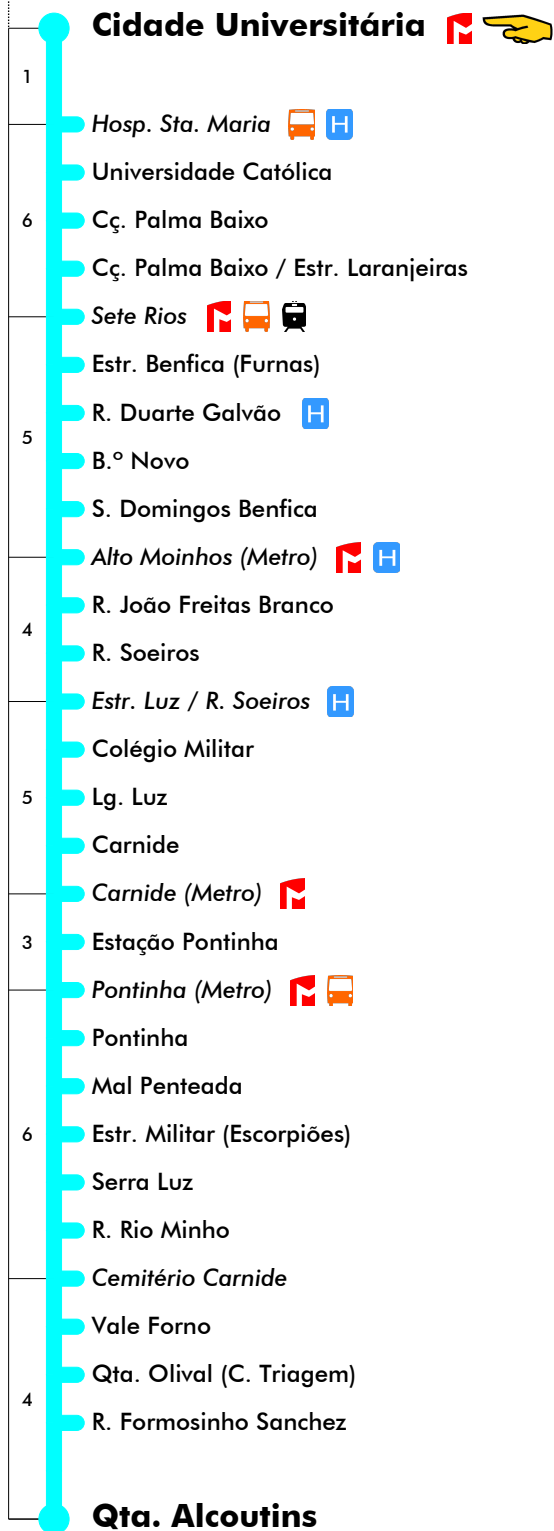 Cidade Universitária
1
Hosp. Sta. Maria H
Universidade Católica
6 Cç. Palma Baixo
Cç. Palma Baixo / Estr. Laranjeiras
Sete Rios
Estr. Benfica (Furnas)
R. Duarte Galvão H
5
B.º Novo
S. Domingos Benfica
Alto Moinhos (Metro) H
R. João Freitas Branco
4
R. Soeiros
Estr. Luz / R. Soeiros H
Colégio Militar
5 Lg. Luz
Carnide
Carnide (Metro)
3 Estação Pontinha
Pontinha (Metro)
Pontinha
Mal Penteada
6 Estr. Militar (Escorpiões)
Serra Luz
R. Rio Minho
Cemitério Carnide
Vale Forno
Qta. Olival (C. Triagem)
4
R. Formosinho Sanchez
Qta. Alcoutins